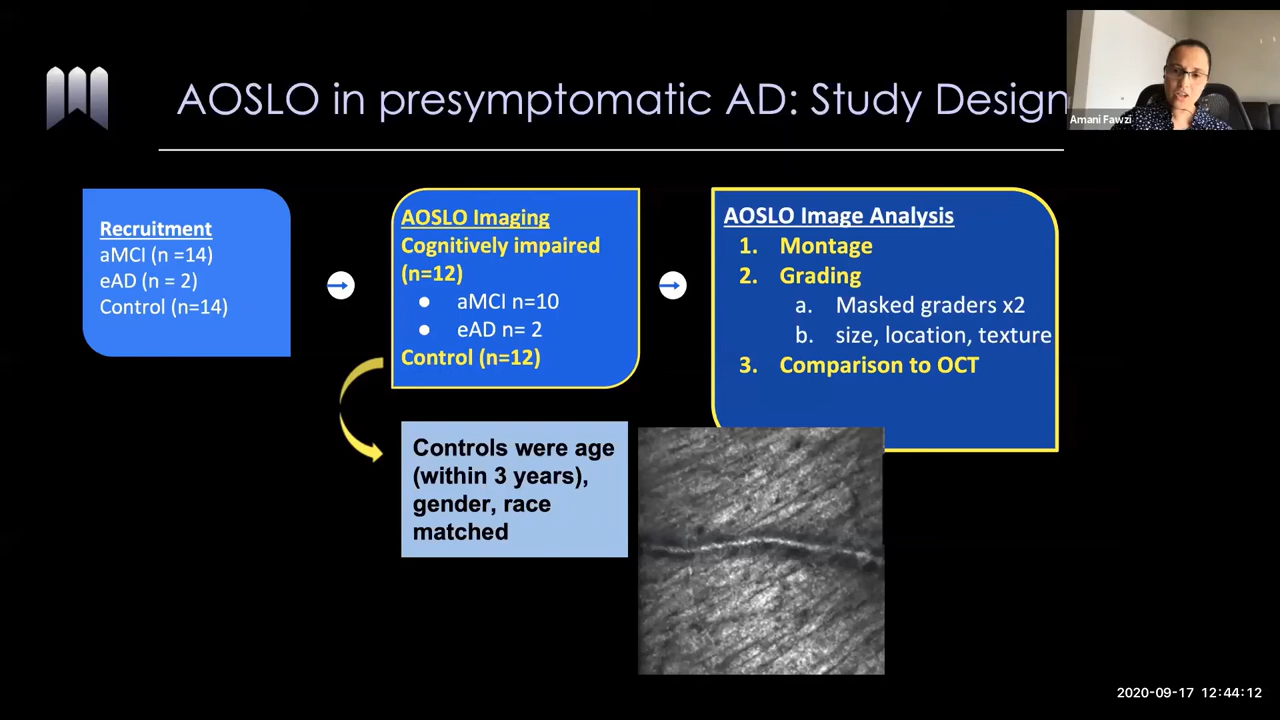 AOSLO in presymptomatic AD: Study Design
Amani Fawzi
Recruitment
aMCI (n =14)
eAD (n = 2)
Control (n=14)
AOSLO Imaging
Cognitively impaired
(n=12)
● aMCI n=10
● eAD n= 2
Control (n=12)
AOSLO Image Analysis
1. Montage
2. Grading
a. Masked graders x2
b. size, location, texture
3. Comparison to OCT
Controls were age
(within 3 years),
gender, race
matched
2020-09-17 12:44:12